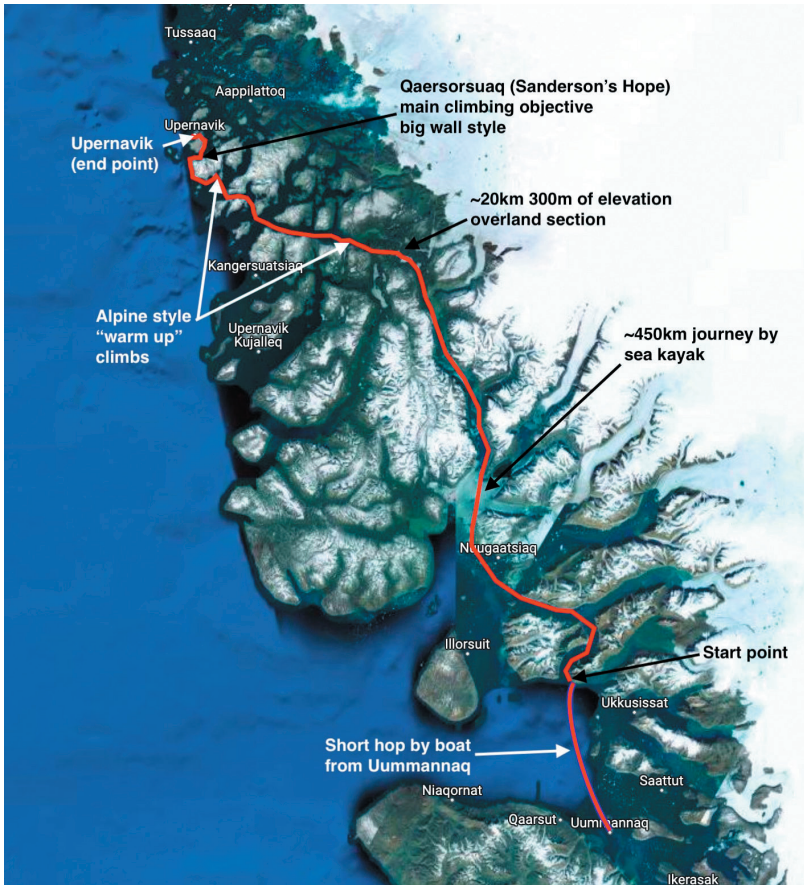 Tussaaq
Qaersorsuaq (Sanderson's Hope)
main climbing objective
big wall style
Aappilattoq
Upernavik
Upernavik
(end point)
~20km 300m of elevation
overland section
Kangersuatsiaq
Alpine style
“warm up”
climbs
Upernavik
Kujalleq
~450km journey by
sea kayak
Nuugaatsiaq
Illorsuit
Start point
Ukkusissat
Short hop by boat
from Uummannaq
Saattut
Niaqornat
Qaarsut
Uummannaq
Ikerasak